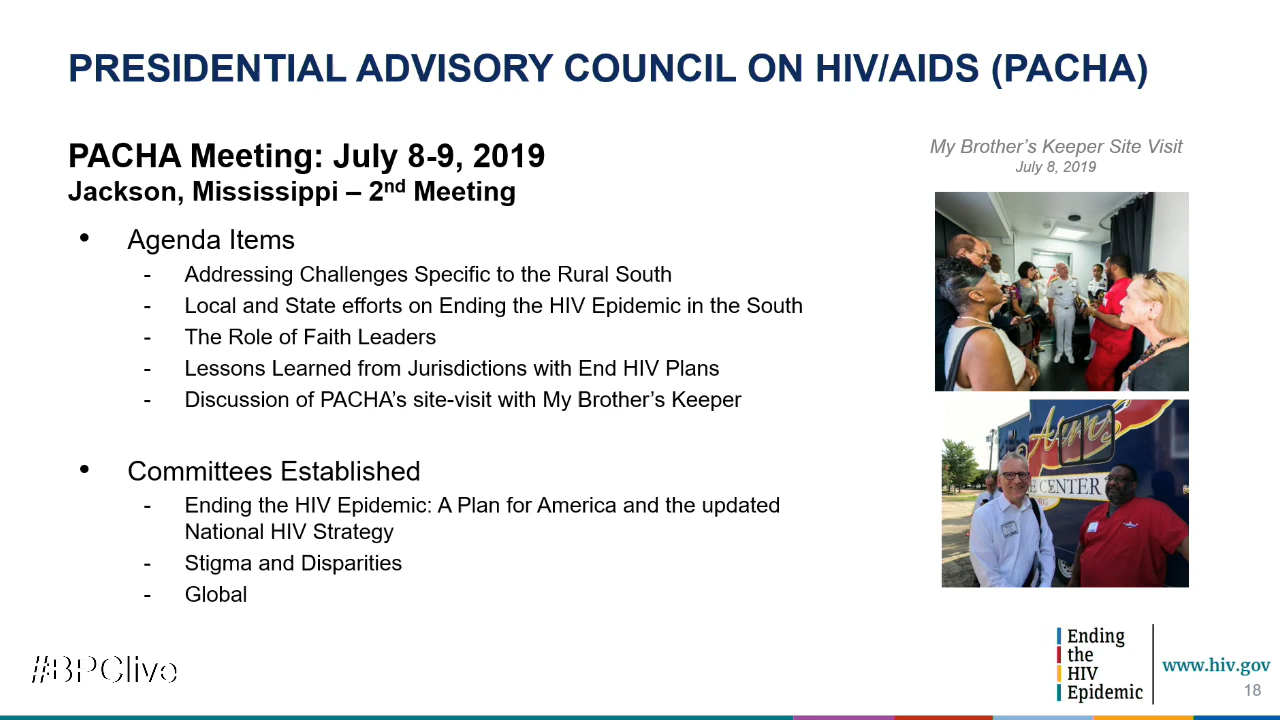 PRESIDENTIAL ADVISORY COUNCIL ON HIV/AIDS (PACHA)
PACHA Meeting: July 8-9, 2019
Jackson, Mississippi – 2nd Meeting
• Agenda Items
- Addressing Challenges Specific to the Rural South
- Local and State efforts on Ending the HIV Epidemic in the South
- The Role of Faith Leaders
- Lessons Learned from Jurisdictions with End HIV Plans
- Discussion of PACHA’s site-visit with My Brother’s Keeper
• Committees Established
- Ending the HIV Epidemic: A Plan for America and the updated
National HIV Strategy
- Stigma and Disparities
- Global
My Brother’s Keeper Site Visit
July 8, 2019
CENTER
#BPClive
Ending
the
HIV
Epidemic
www.hiv.gov
18